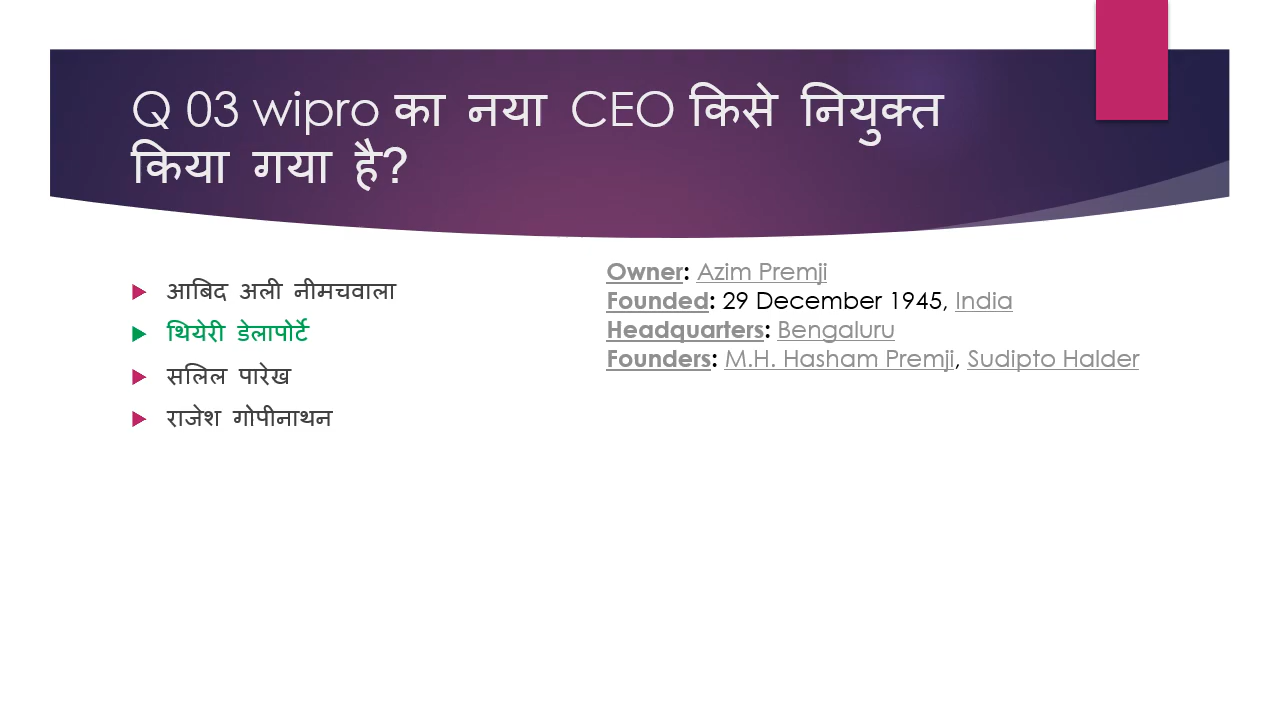 Q 03 wipro का नया CEO किसे नियुक्त
किया गया है?
आबिद अली नीमचवाला
थियेरी डेलापोर्टे
सलिल पारेख
राजेश गोपीनाथन
Owner: Azim Premji
Founded: 29 December 1945, India
Headquarters: Bengaluru
Founders: M.H. Hasham Premji, Sudipto Halder